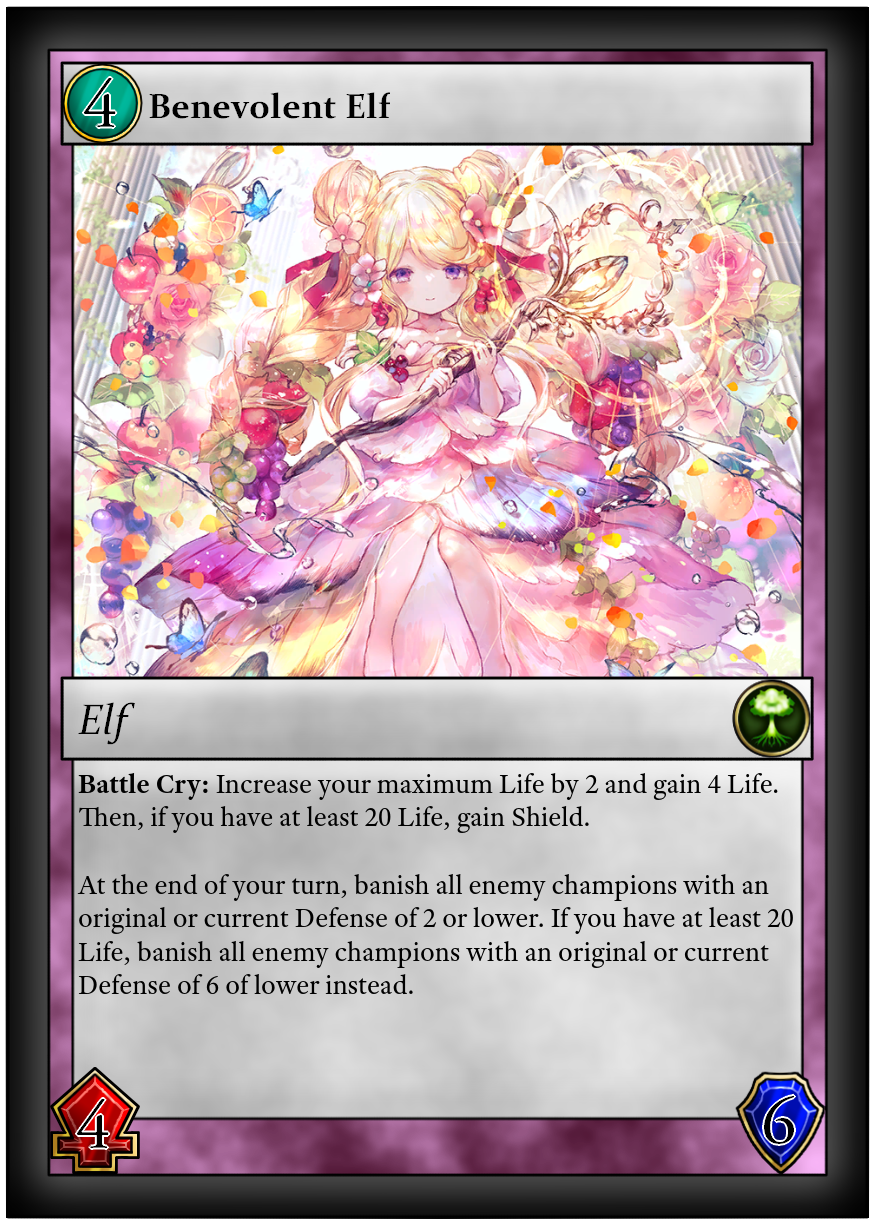 4
Benevolent Elf
Elf
Battle Cry: Increase your maximum Life by 2 and gain 4 Life.
Then, if you have at least 20 Life, gain Shield.
At the end of your turn, banish all enemy champions with an
original or current Defense of 2 or lower. If you have at least 20
Life, banish all enemy champions with an original or current
Defense of 6 of lower instead.
4
6